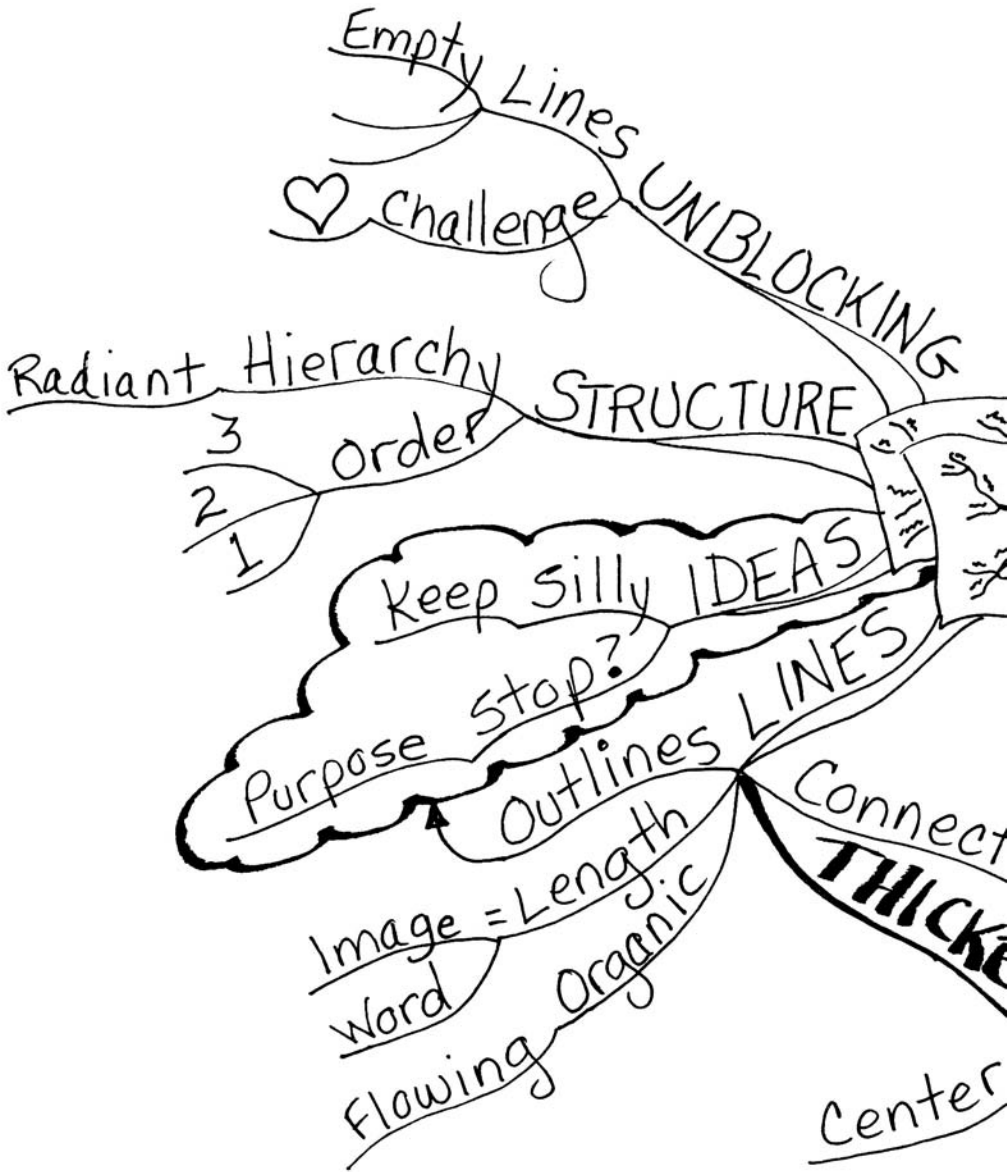 Empty Lines
UNBLOCKING
Challenge
Radiant Hierarchy
STRUCTURE
3
Order
2
1
Keep Silly IDEAS
Purpose Stop?
Outlines LINES
Connect
THICKE
Image = Length
Word
Organic
Flowing
Center